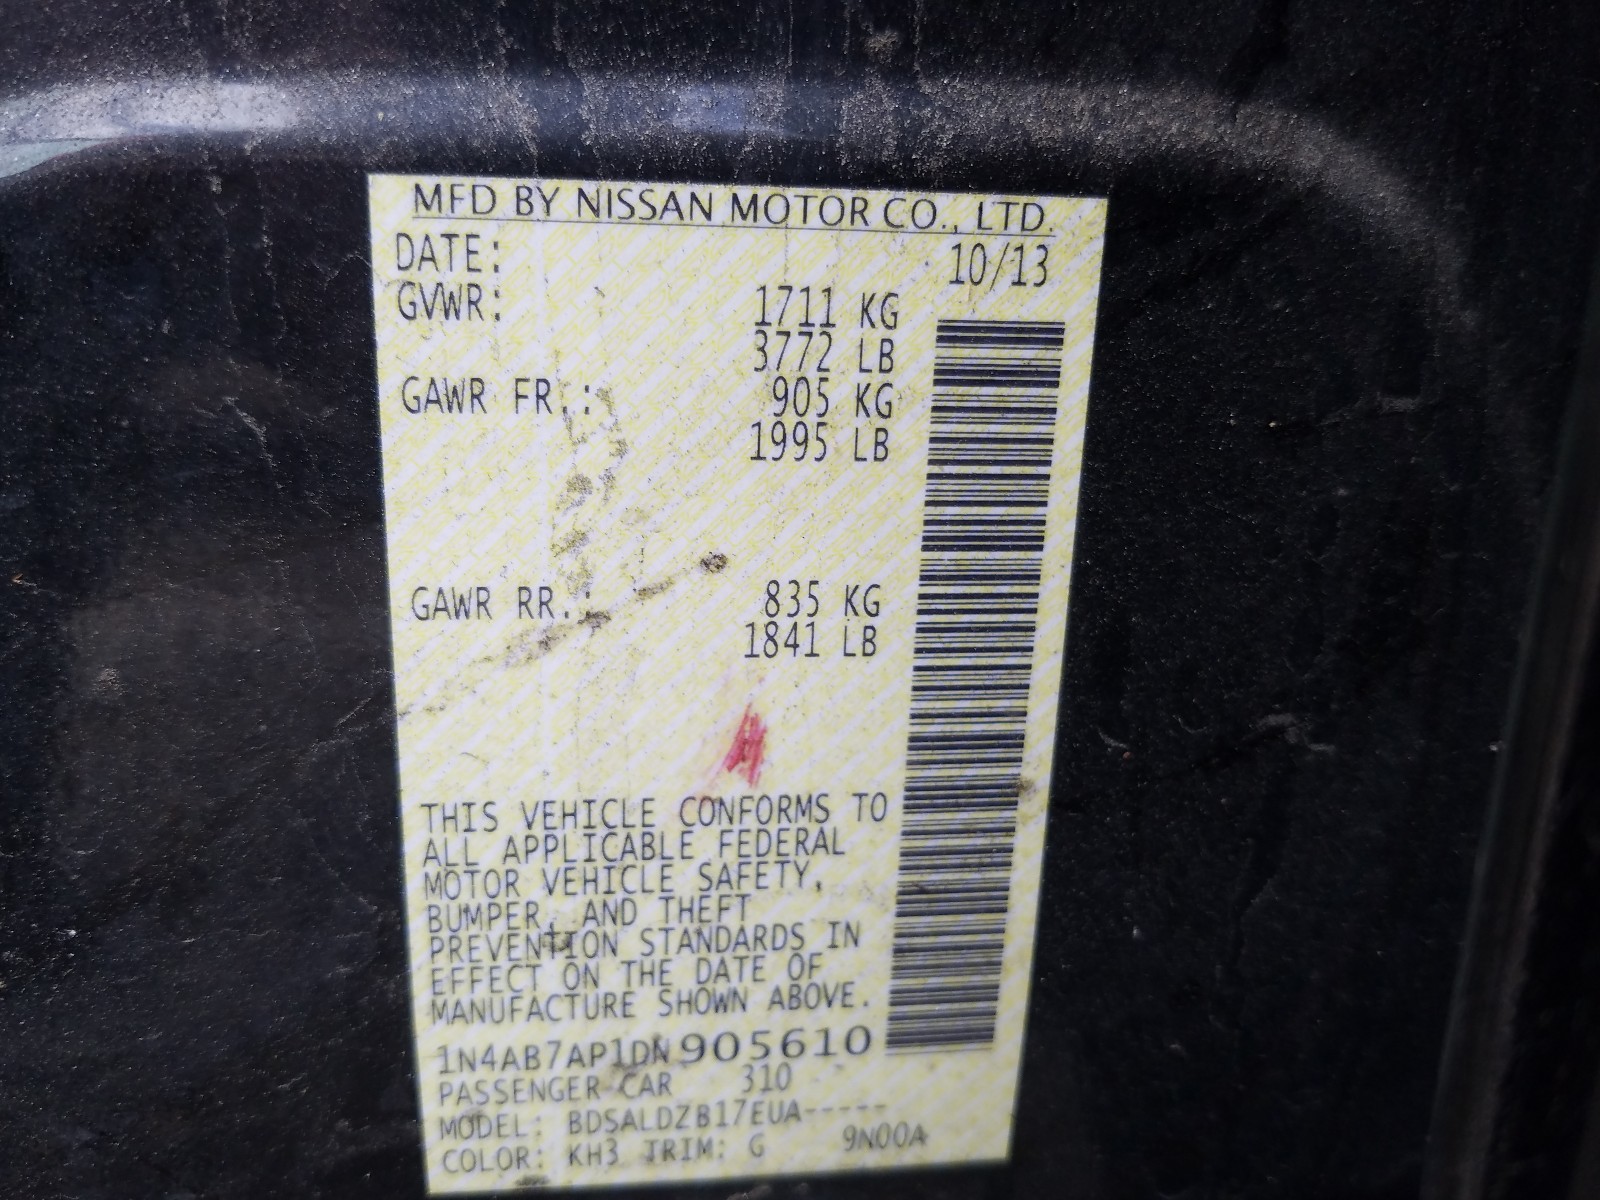 MFD BY NISSAN MOTOR CO., LTD.
DATE: 10/13
GVWR: 1711 KG
3772 LB
GAWR FR.: 905 KG
1995 LB
GAWR RR.: 835 KG
1841 LB
THIS VEHICLE CONFORMS TO
ALL APPLICABLE FEDERAL
MOTOR VEHICLE SAFETY,
BUMPER, AND THEFT
PREVENTION STANDARDS IN
EFFECT ON THE DATE OF
MANUFACTURE SHOWN ABOVE.
1N4AB7AP1DN905610
PASSENGER CAR 310
MODEL: BDSALDZB17EUA-----
COLOR: KH3 TRIM: G 9N00A